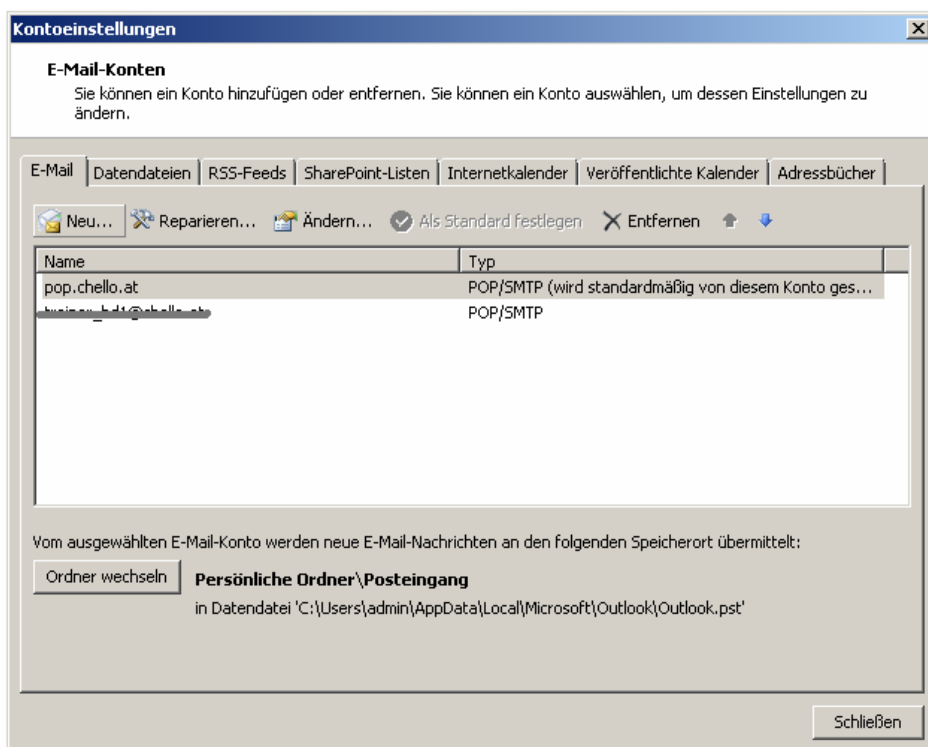 Kontoeinstellungen
E-Mail-Konten
Sie können ein Konto hinzufügen oder entfernen. Sie können ein Konto auswählen, um dessen Einstellungen zu
ändern.
E-Mail Datendateien RSS-Feeds SharePoint-Listen Internetkalender Veröffentlichte Kalender Adressbücher
Neu... Reparieren... Ändern... Als Standard festlegen Entfernen
Name Typ
pop.chello.at POP/SMTP (wird standardmäßig von diesem Konto ges...
POP/SMTP
Vom ausgewählten E-Mail-Konto werden neue E-Mail-Nachrichten an den folgenden Speicherort übermittelt:
Ordner wechseln Persönliche Ordner\Posteingang
in Datendatei 'C:\Users\admin\AppData\Local\Microsoft\Outlook\Outlook.pst'
Schließen